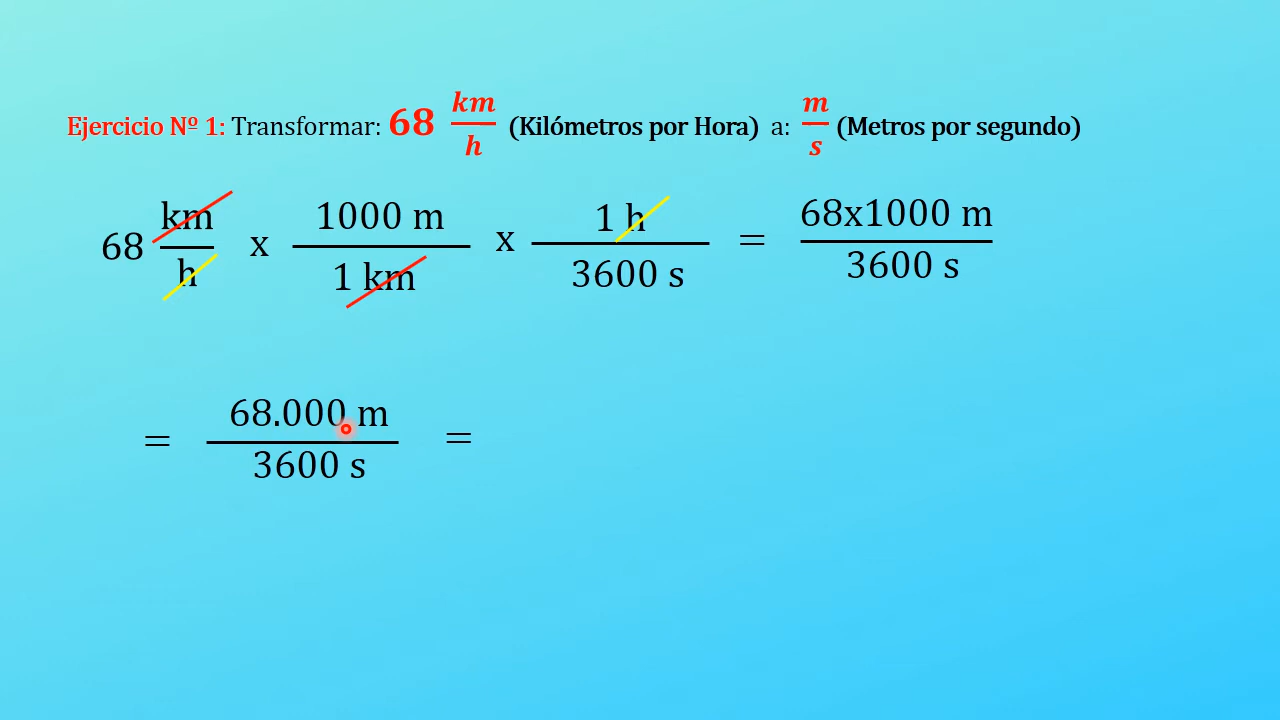 Ejercicio Nº 1: Transformar: 68 km/h (Kilómetros por Hora) a: m/s (Metros por segundo)
68 km/h x 1000 m/1 km x 1 h/3600 s = 68x1000 m/3600 s
= 68.000 m/3600 s =